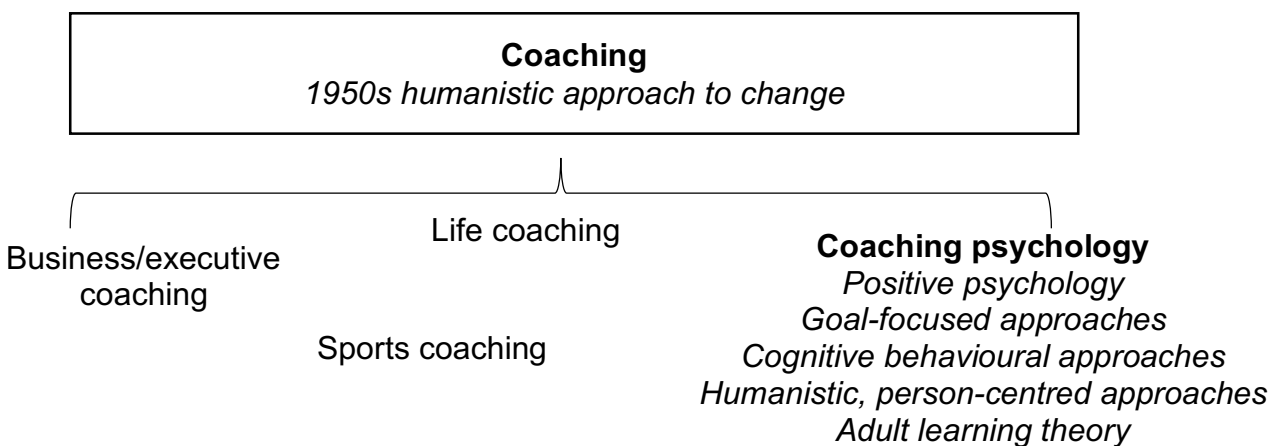 Coaching
1950s humanistic approach to change
Business/executive
coaching
Life coaching
Sports coaching
Coaching psychology
Positive psychology
Goal-focused approaches
Cognitive behavioural approaches
Humanistic, person-centred approaches
Adult learning theory